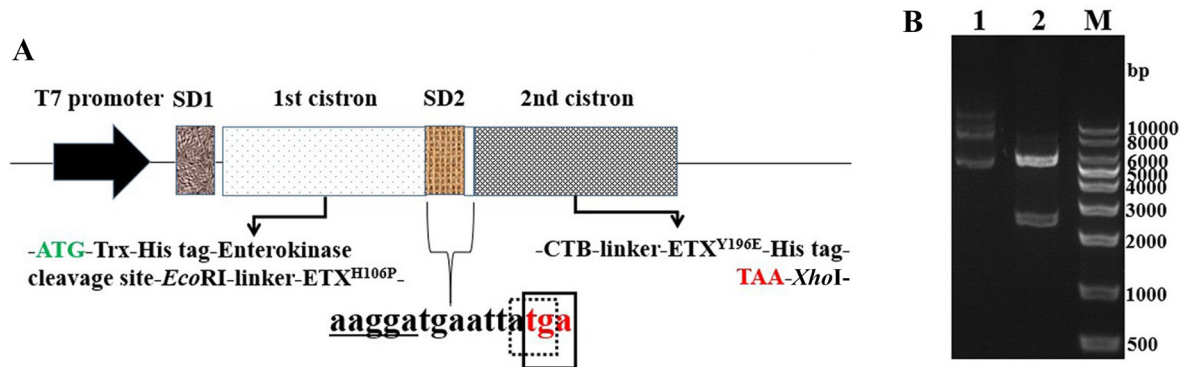 A
T7 promoter SD1 1st cistron SD2 2nd cistron
-ATG-Trx-His tag-Enterokinase
cleavage site-EcoRI-linker-ETXH106P-
-CTB-linker-ETXY196E-His tag-
TAA-XhoI-
aaggatgaattatga
B
1 2 M
bp
10000
8000
6000
5000
4000
3000
2000
1000
500